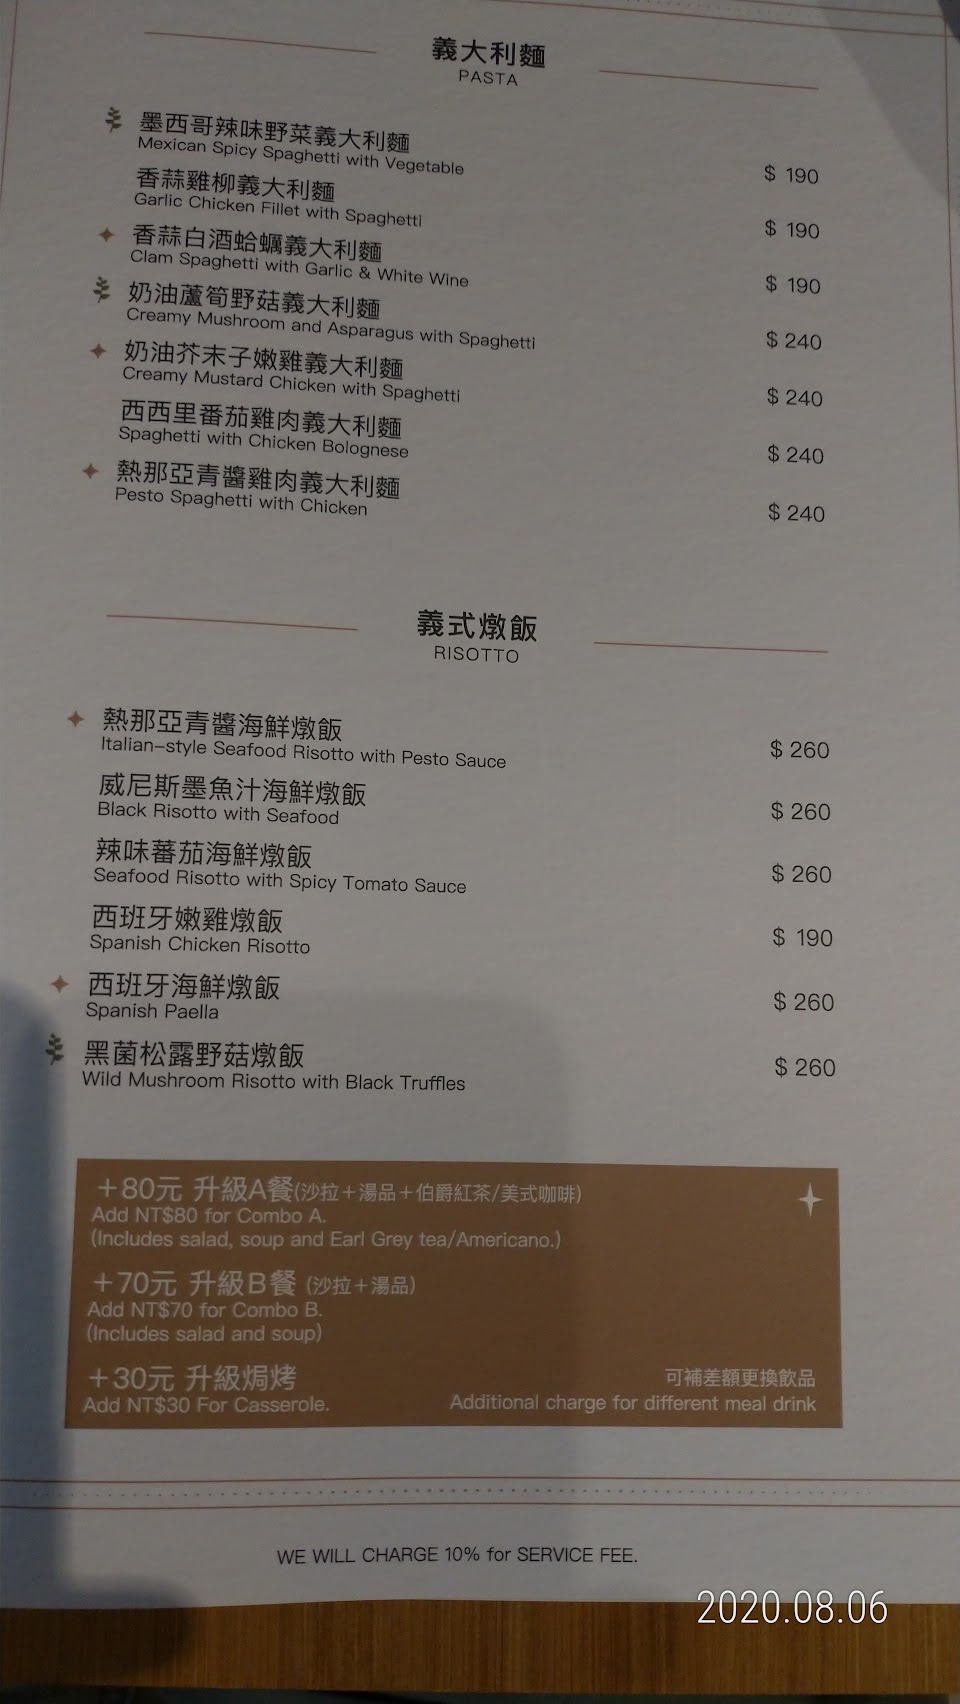 義大利麵
PASTA
墨西哥辣味野菜義大利麵
Mexican Spicy Spaghetti with Vegetable
$ 190
香蒜雞柳義大利麵
Garlic Chicken Fillet with Spaghetti
$ 190
香蒜白酒蛤蠣義大利麵
Clam Spaghetti with Garlic & White Wine
$ 190
奶油蘆筍野菇義大利麵
Creamy Mushroom and Asparagus with Spaghetti
$ 240
奶油芥末子嫩雞義大利麵
Creamy Mustard Chicken with Spaghetti
$ 240
西西里番茄雞肉義大利麵
Spaghetti with Chicken Bolognese
$ 240
熱那亞青醬雞肉義大利麵
Pesto Spaghetti with Chicken
$ 240
義式燉飯
RISOTTO
熱那亞青醬海鮮燉飯
Italian-style Seafood Risotto with Pesto Sauce
$ 260
威尼斯墨魚汁海鮮燉飯
Black Risotto with Seafood
$ 260
辣味蕃茄海鮮燉飯
Seafood Risotto with Spicy Tomato Sauce
$ 260
西班牙嫩雞燉飯
Spanish Chicken Risotto
$ 190
西班牙海鮮燉飯
Spanish Paella
$ 260
黑菌松露野菇燉飯
Wild Mushroom Risotto with Black Truffles
$ 260
+80元 升級A餐(沙拉+湯品+伯爵紅茶/美式咖啡)
Add NT$80 for Combo A.
(Includes salad, soup and Earl Grey tea/Americano.)
+70元 升級B餐 (沙拉+湯品)
Add NT$70 for Combo B.
(Includes salad and soup)
+30元 升級焗烤
Add NT$30 For Casserole.
可補差額更換飲品
Additional charge for different meal drink
WE WILL CHARGE 10% for SERVICE FEE.
2020.08.06